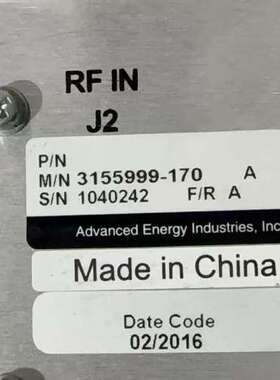 RF IN
J2
P/N
M/N 3155999-170 A
S/N 1040242 F/R A
Advanced Energy Industries, Inc
Made in China
Date Code
02/2016